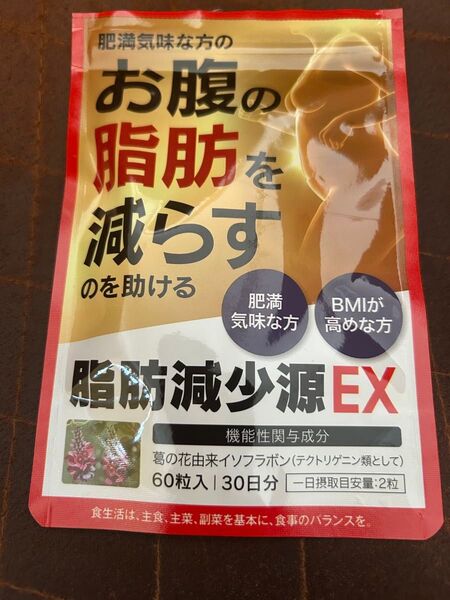 肥満気味な方の
お腹の
脂肪を
減らす
のを助ける
肥満
気味な方
BMIが
高めな方
脂肪減少源EX
機能性関与成分
葛の花由来イソフラボン(テクトリゲニン類として)
60粒入 | 30日分 一日摂取目安量:2粒
食生活は、主食、主菜、副菜を基本に、食事のバランスを。